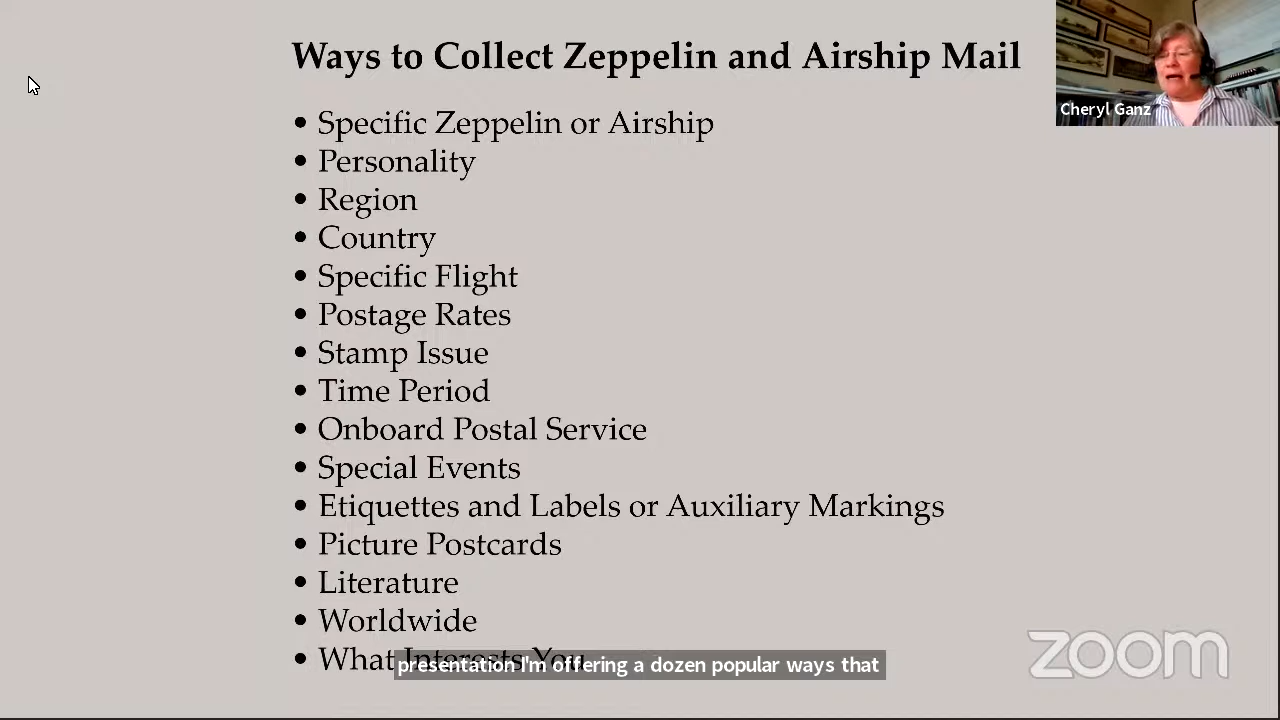 Ways to Collect Zeppelin and Airship Mail
Cheryl Ganz
• Specific Zeppelin or Airship
• Personality
• Region
• Country
• Specific Flight
• Postage Rates
• Stamp Issue
• Time Period
• Onboard Postal Service
• Special Events
• Etiquettes and Labels or Auxiliary Markings
• Picture Postcards
• Literature
• Worldwide
• What Interests You
presentation I'm offering a dozen popular ways that
zoom